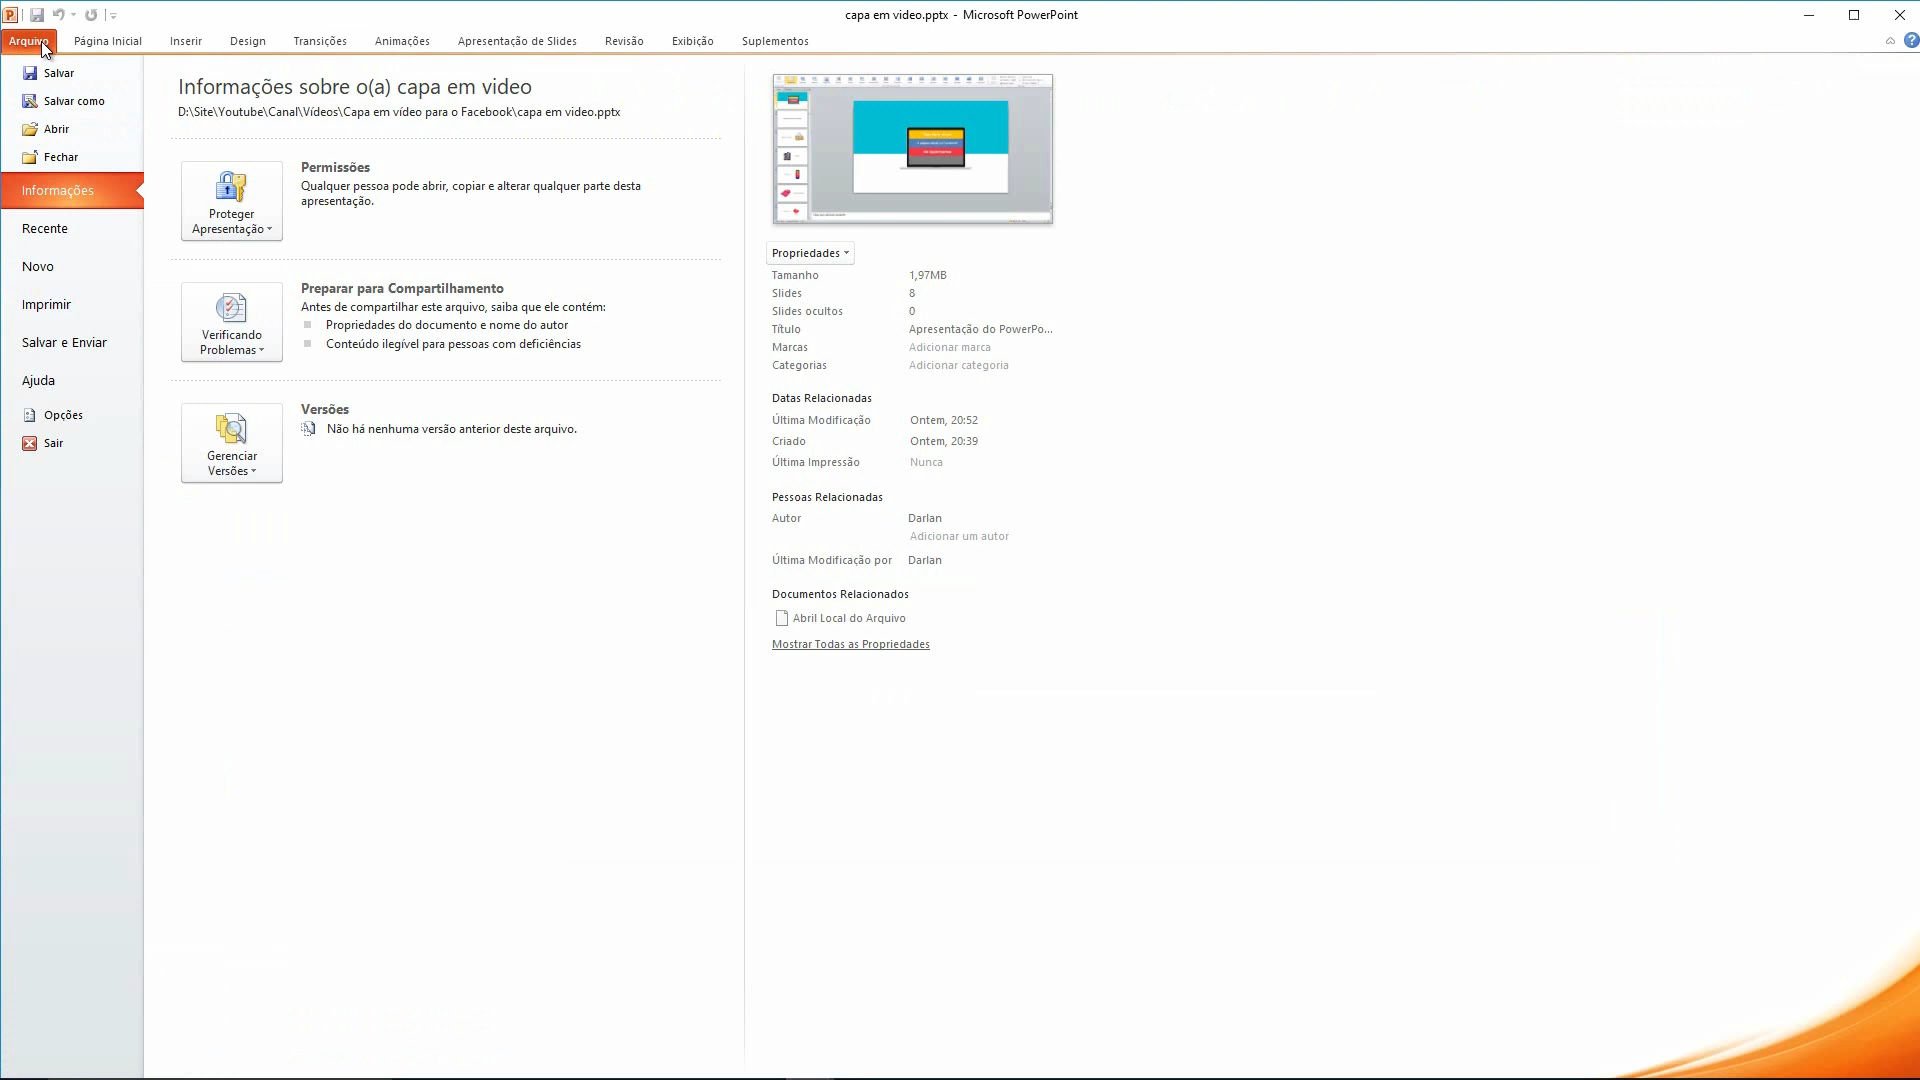 capa em video.pptx - Microsoft PowerPoint
Arquivo Página Inicial Inserir Design Transições Animações Apresentação de Slides Revisão Exibição Suplementos
Salvar
Salvar como
Abrir
Fechar
Informações
Recente
Novo
Imprimir
Salvar e Enviar
Ajuda
Opções
Sair
Informações sobre o(a) capa em video
D:\Site\Youtube\Canal\Vídeos\Capa em vídeo para o Facebook\capa em video.pptx
Proteger
Apresentação
Permissões
Qualquer pessoa pode abrir, copiar e alterar qualquer parte desta
apresentação.
Verificando
Problemas
Preparar para Compartilhamento
Antes de compartilhar este arquivo, saiba que ele contém:
Propriedades do documento e nome do autor
Conteúdo ilegível para pessoas com deficiências
Gerenciar
Versões
Versões
Não há nenhuma versão anterior deste arquivo.
Propriedades
Tamanho 1,97MB
Slides 8
Slides ocultos 0
Título Apresentação do PowerPo...
Marcas Adicionar marca
Categorias Adicionar categoria
Datas Relacionadas
Última Modificação Ontem, 20:52
Criado Ontem, 20:39
Última Impressão Nunca
Pessoas Relacionadas
Autor Darlan
Adicionar um autor
Última Modificação por Darlan
Documentos Relacionados
Abril Local do Arquivo
Mostrar Todas as Propriedades